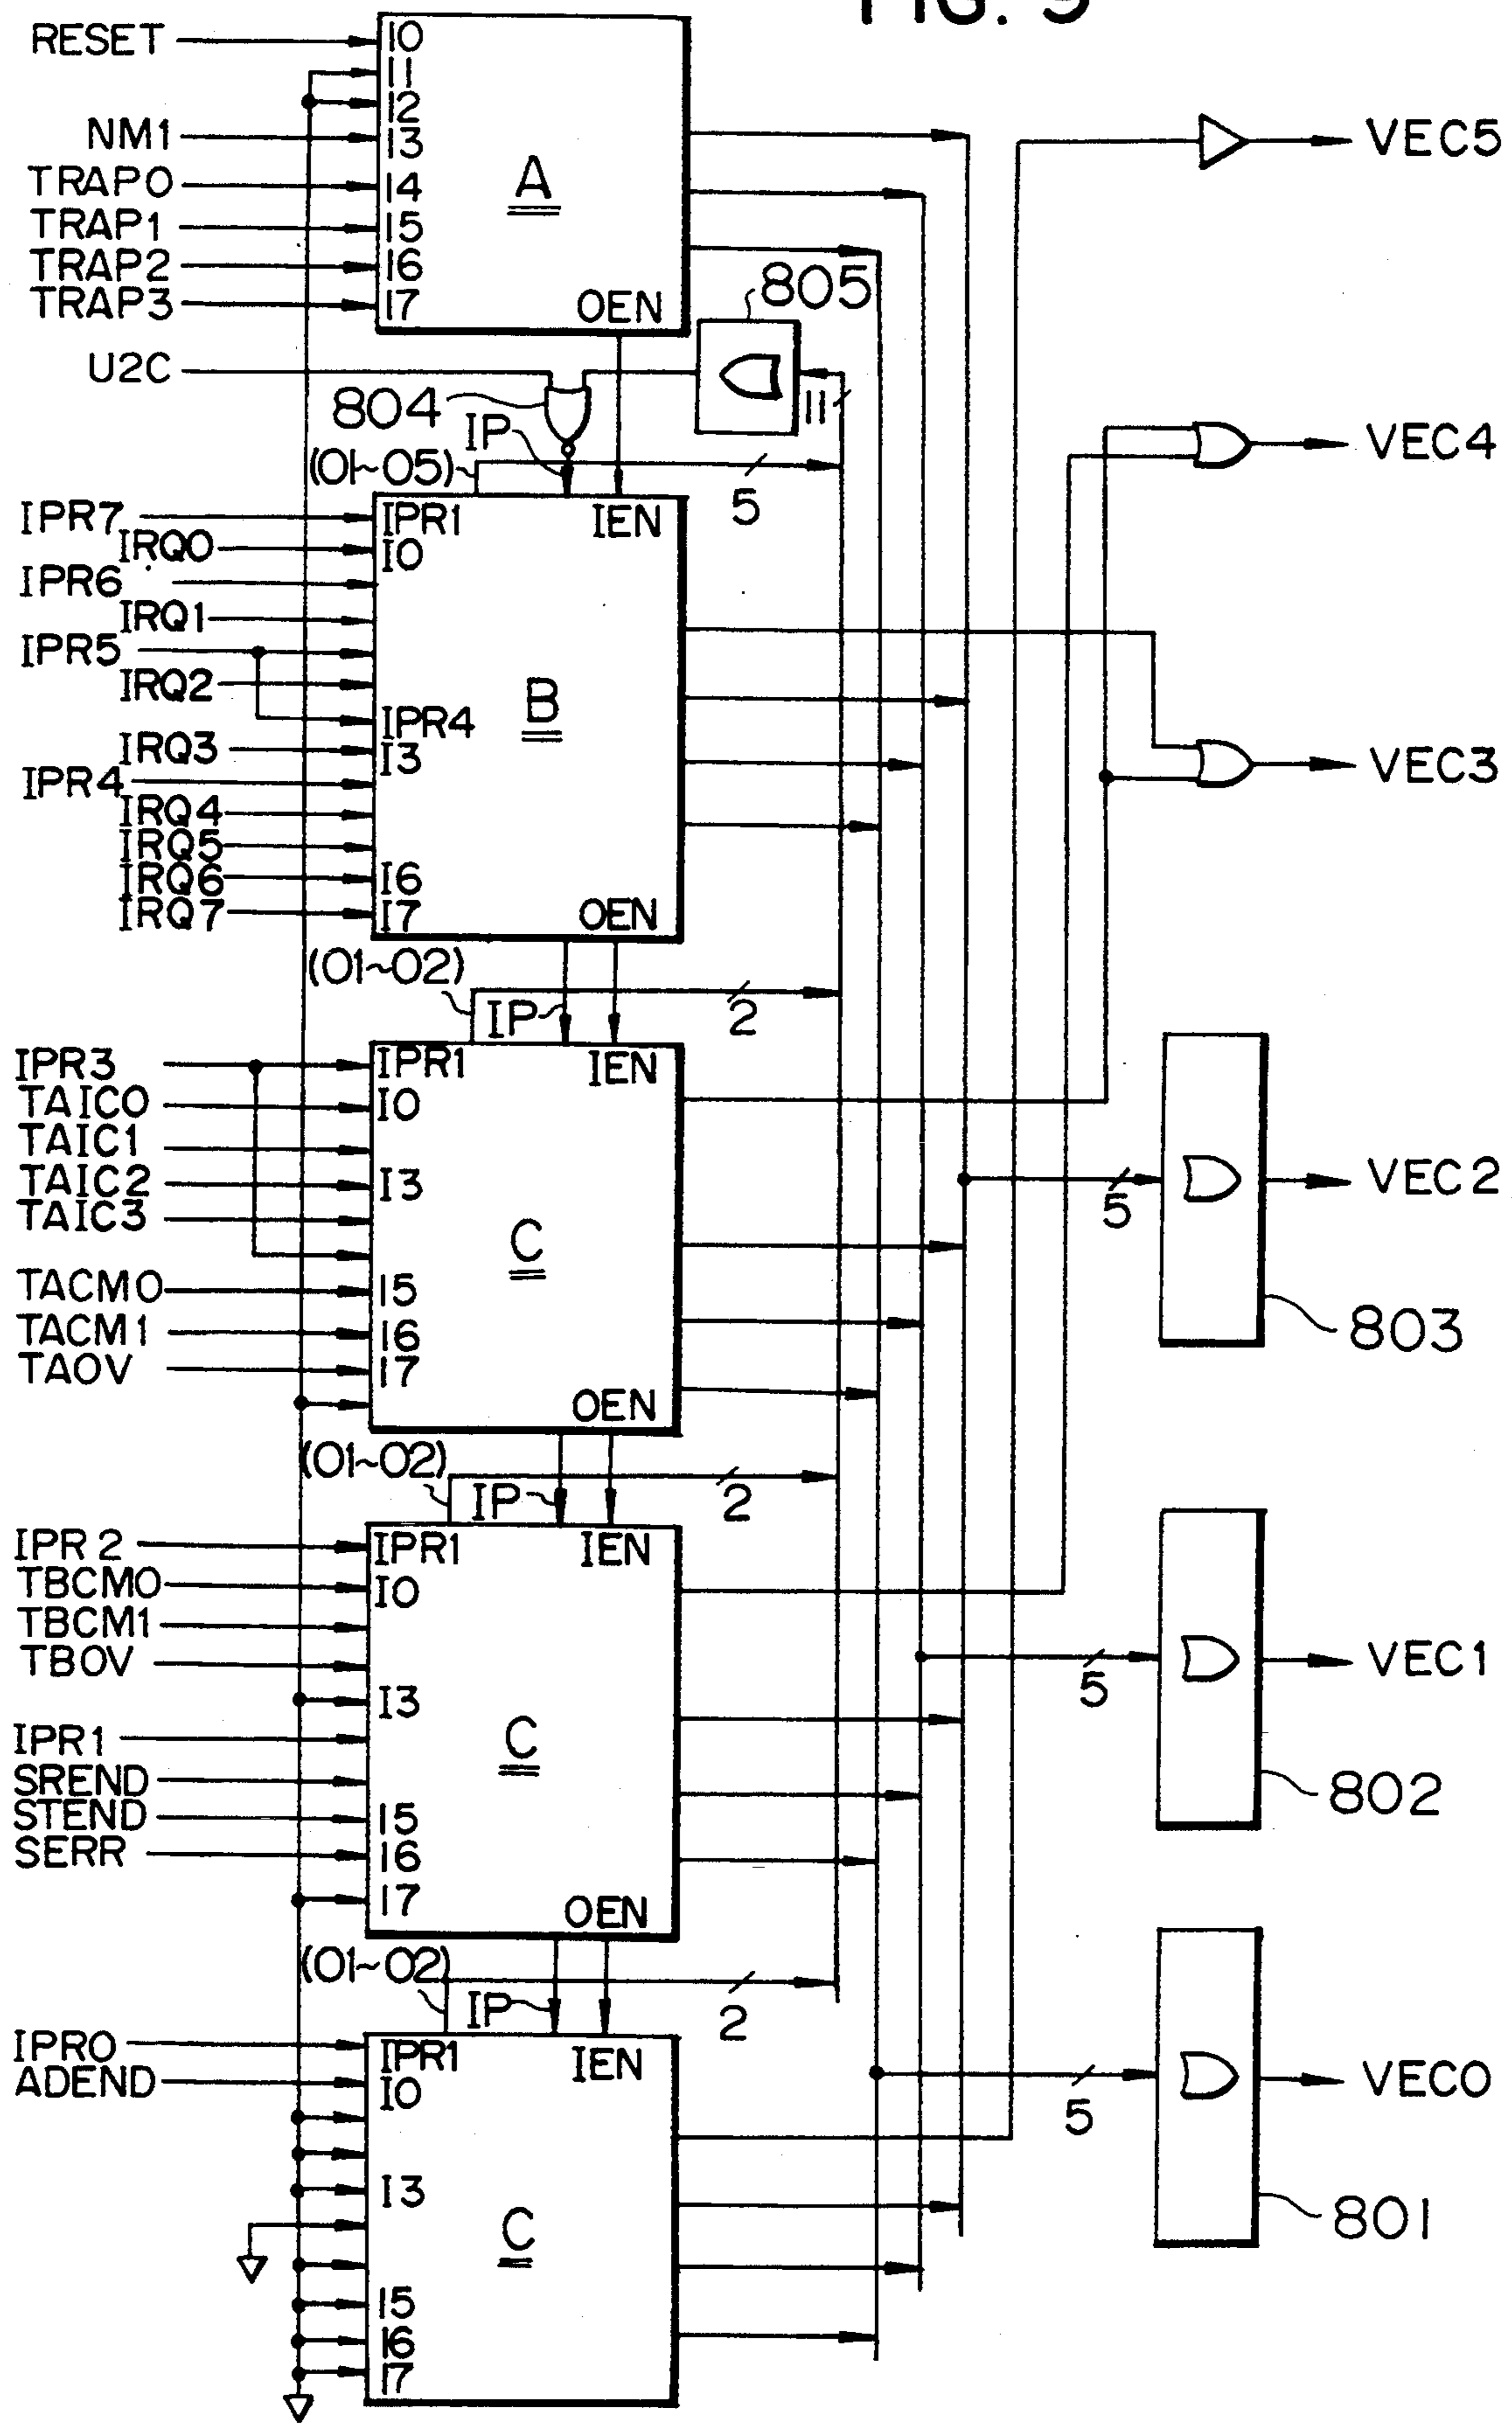 FIG. 9
RESET
I0
I1
I2
NM1
I3
TRAP0
I4
TRAP1
I5
TRAP2
I6
TRAP3
I7
A
OEN
VEC5
805
U2C
804
11
IP
(01~05)
5
VEC4
IPR7
IPR1
IEN
IRQ0
I0
IPR6
IRQ1
IPR5
IRQ2
B
IPR4
IRQ3
I3
IPR4
IRQ4
IRQ5
IRQ6
I6
IRQ7
I7
OEN
VEC3
(01~02)
IP
2
IPR3
IPR1
IEN
TAIC0
I0
TAIC1
TAIC2
I3
TAIC3
C
TACM0
I5
TACM1
I6
TAOV
I7
OEN
5
VEC2
803
(01~02)
IP
2
IPR2
IPR1
IEN
TBCM0
I0
TBCM1
TBOV
I3
IPR1
C
SREND
STEND
I5
SERR
I6
I7
OEN
5
VEC1
802
(01~02)
IP
2
IPR0
IPR1
IEN
ADEND
I0
I3
C
I5
I6
I7
5
VEC0
801